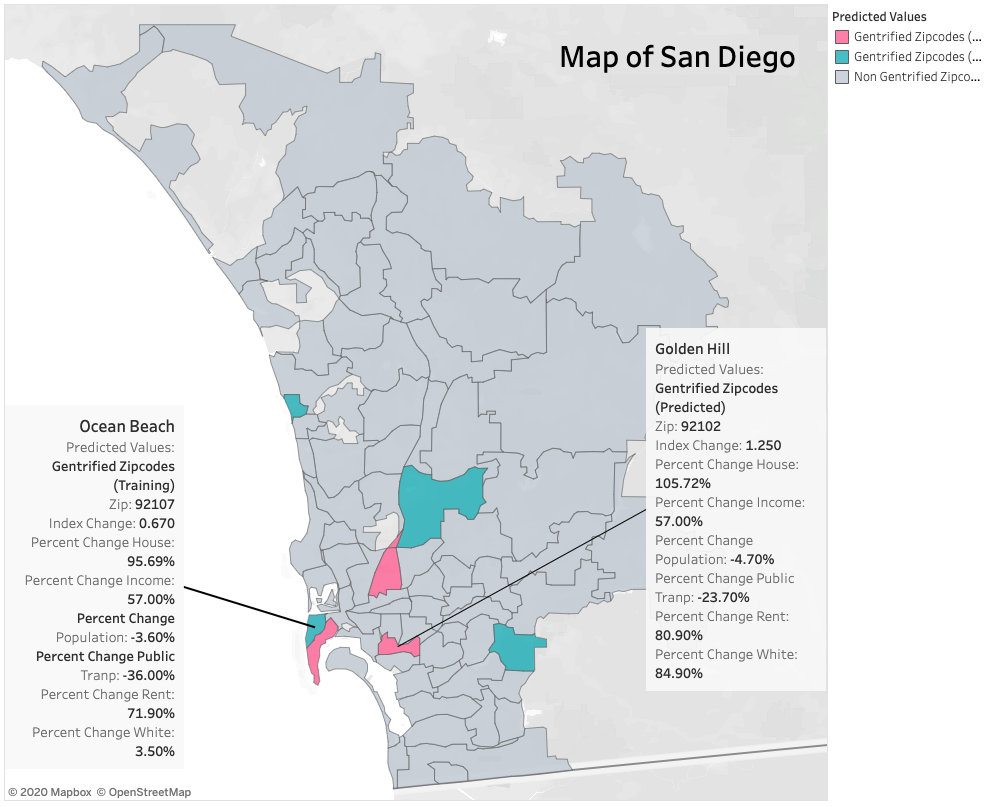 Map of San Diego
Predicted Values
Gentrified Zipcodes (...
Gentrified Zipcodes (...
Non Gentrified Zipco...
Golden Hill
Predicted Values:
Gentrified Zipcodes
(Predicted)
Zip: 92102
Index Change: 1.250
Percent Change House:
105.72%
Percent Change Income:
57.00%
Percent Change
Population: -4.70%
Percent Change Public
Tranp: -23.70%
Percent Change Rent:
80.90%
Percent Change White:
84.90%
Ocean Beach
Predicted Values:
Gentrified Zipcodes
(Training)
Zip: 92107
Index Change: 0.670
Percent Change House:
95.69%
Percent Change Income:
57.00%
Percent Change
Population: -3.60%
Percent Change Public
Tranp: -36.00%
Percent Change Rent:
71.90%
Percent Change White:
3.50%
© 2020 Mapbox © OpenStreetMap